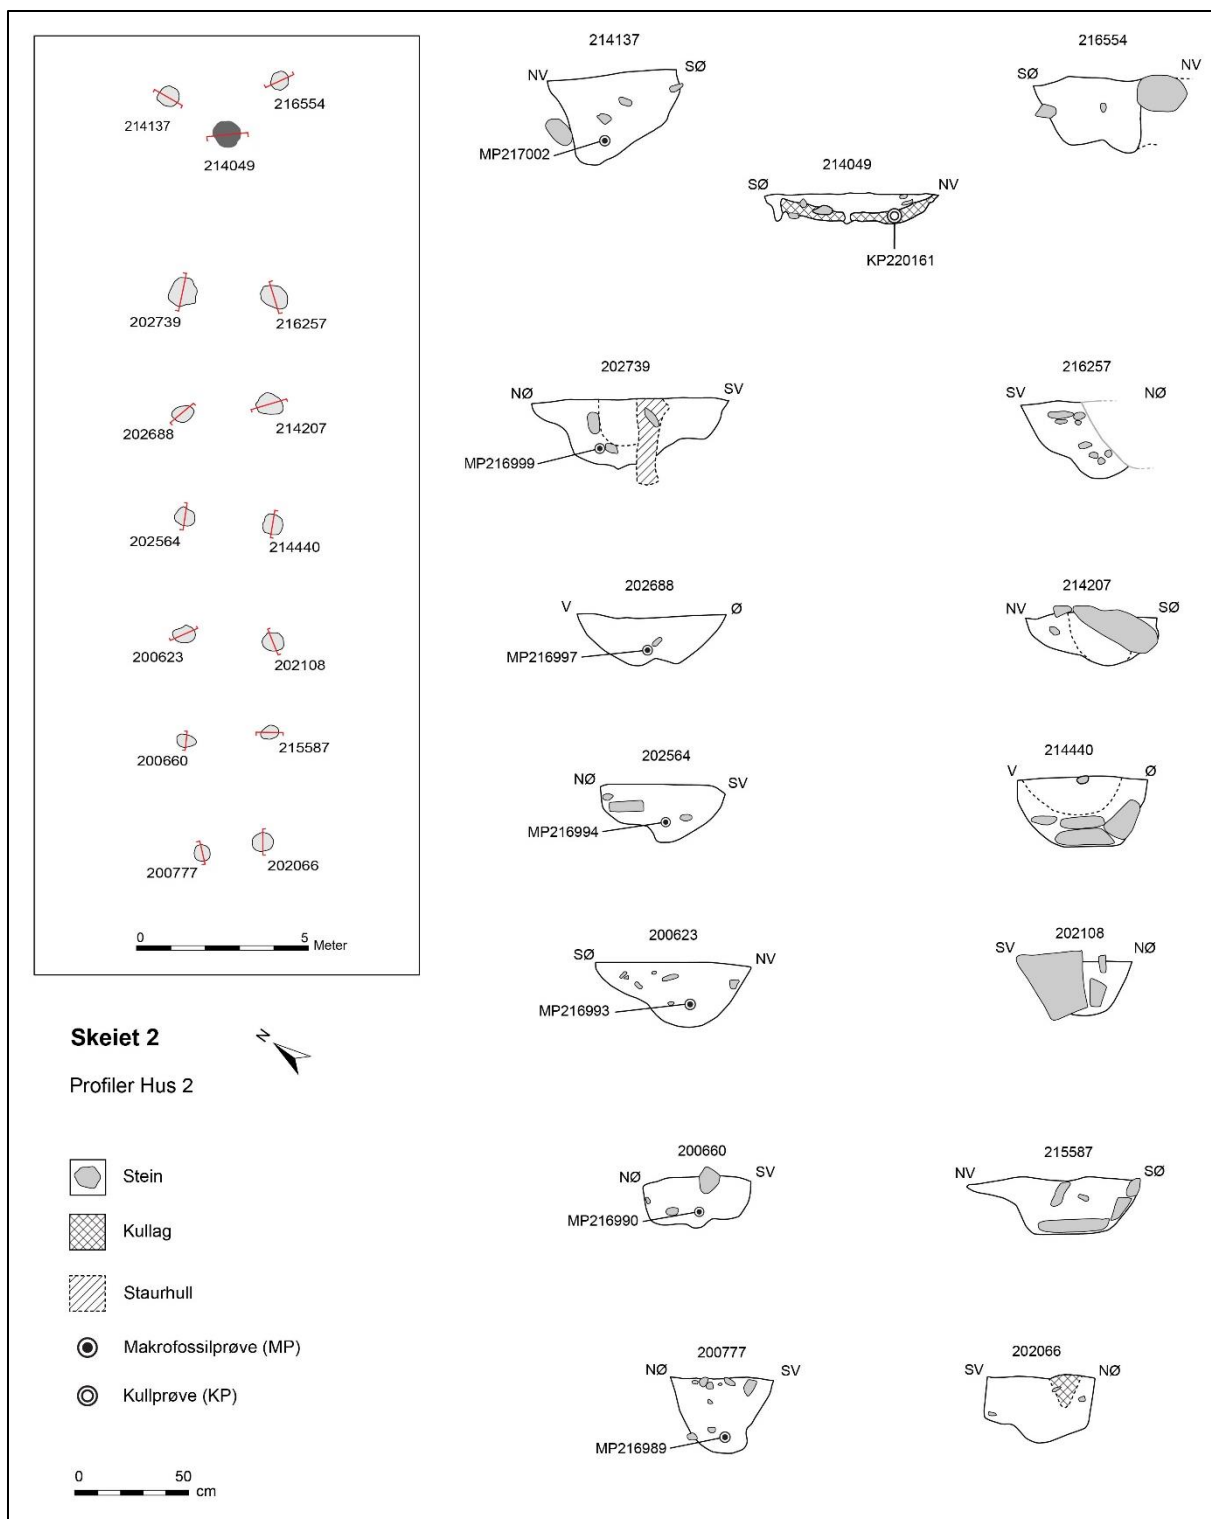 214137
216554
214049
202739
216257
202688
214207
202564
214440
200623
202108
200660
215587
200777
202066
0 5
Meter
Skeiet 2
N
Profiler Hus 2
Stein
Kullag
Staurhull
Makrofossilprøve (MP)
Kullprøve (KP)
0 50
cm
214137
NV SØ
MP217002
216554
SØ NV
214049
SØ NV
KP220161
202739
NØ SV
MP216999
216257
SV NØ
202688
V Ø
MP216997
214207
NV SØ
202564
NØ SV
MP216994
214440
V Ø
200623
SØ NV
MP216993
202108
SV NØ
200660
NØ SV
MP216990
215587
NV SØ
200777
NØ SV
MP216989
202066
SV NØ